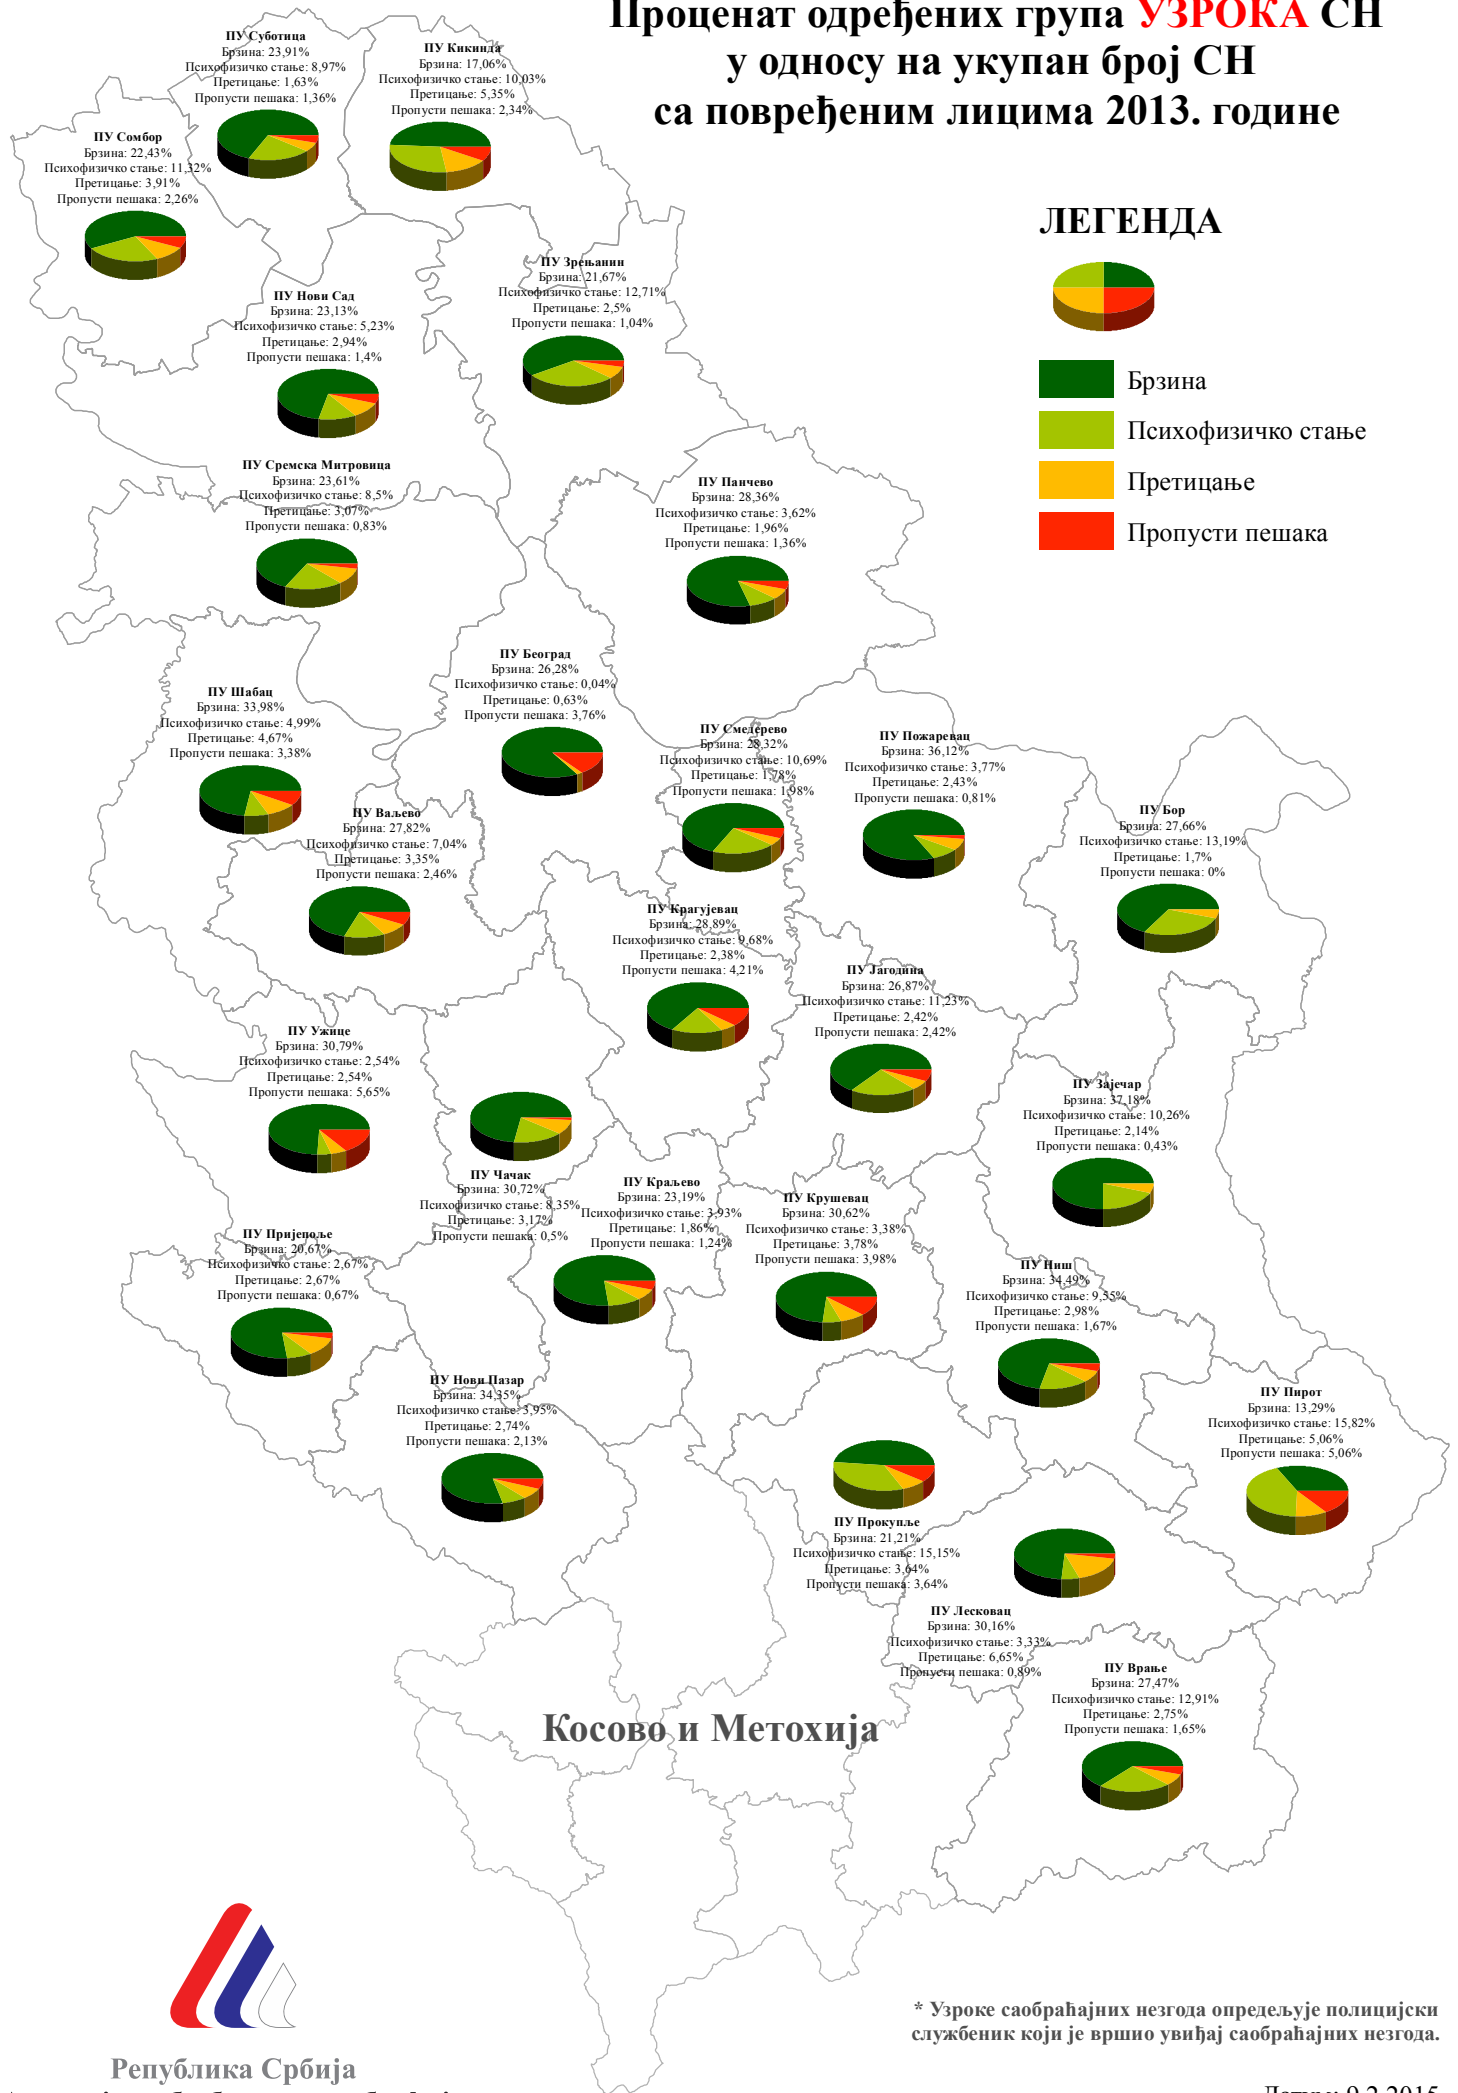 Проценат одређених група УЗРОКА СН
у односу на укупан број СН
са повређеним лицима 2013. године
ПУ Суботица
Брзина: 23,91%
Психофизичко стање: 8,97%
Претицање: 1,63%
Пропусти пешака: 1,36%
ПУ Кикинда
Брзина: 17,06%
Психофизичко стање: 10,03%
Претицање: 5,35%
Пропусти пешака: 2,34%
ПУ Сомбор
Брзина: 22,43%
Психофизичко стање: 11,32%
Претицање: 3,91%
Пропусти пешака: 2,26%
ЛЕГЕНДА
Брзина
Психофизичко стање
Претицање
Пропусти пешака
ПУ Зрењанин
Брзина: 21,67%
Психофизичко стање: 12,71%
Претицање: 2,5%
Пропусти пешака: 1,04%
ПУ Нови Сад
Брзина: 23,13%
Психофизичко стање: 5,23%
Претицање: 2,94%
Пропусти пешака: 1,4%
ПУ Сремска Митровица
Брзина: 23,61%
Психофизичко стање: 8,5%
Претицање: 3,07%
Пропусти пешака: 0,83%
ПУ Панчево
Брзина: 28,36%
Психофизичко стање: 3,62%
Претицање: 1,96%
Пропусти пешака: 1,36%
ПУ Београд
Брзина: 26,28%
Психофизичко стање: 0,04%
Претицање: 0,63%
Пропусти пешака: 3,76%
ПУ Шабац
Брзина: 33,98%
Психофизичко стање: 4,99%
Претицање: 4,67%
Пропусти пешака: 3,38%
ПУ Смедерево
Брзина: 28,32%
Психофизичко стање: 10,69%
Претицање: 1,78%
Пропусти пешака: 1,98%
ПУ Пожаревац
Брзина: 36,12%
Психофизичко стање: 3,77%
Претицање: 2,43%
Пропусти пешака: 0,81%
ПУ Ваљево
Брзина: 27,82%
Психофизичко стање: 7,04%
Претицање: 3,35%
Пропусти пешака: 2,46%
ПУ Бор
Брзина: 27,66%
Психофизичко стање: 13,19%
Претицање: 1,7%
Пропусти пешака: 0%
ПУ Крагујевац
Брзина: 28,89%
Психофизичко стање: 9,68%
Претицање: 2,38%
Пропусти пешака: 4,21%
ПУ Јагодина
Брзина: 26,87%
Психофизичко стање: 11,23%
Претицање: 2,42%
Пропусти пешака: 2,42%
ПУ Ужице
Брзина: 30,79%
Психофизичко стање: 2,54%
Претицање: 2,54%
Пропусти пешака: 5,65%
ПУ Зајечар
Брзина: 37,18%
Психофизичко стање: 10,26%
Претицање: 2,14%
Пропусти пешака: 0,43%
ПУ Чачак
Брзина: 30,72%
Психофизичко стање: 8,35%
Претицање: 3,17%
Пропусти пешака: 0,5%
ПУ Краљево
Брзина: 23,19%
Психофизичко стање: 3,93%
Претицање: 1,86%
Пропусти пешака: 1,24%
ПУ Крушевац
Брзина: 30,62%
Психофизичко стање: 3,38%
Претицање: 3,78%
Пропусти пешака: 3,98%
ПУ Пријепоље
Брзина: 20,67%
Психофизичко стање: 2,67%
Претицање: 2,67%
Пропусти пешака: 0,67%
ПУ Ниш
Брзина: 34,49%
Психофизичко стање: 9,55%
Претицање: 2,98%
Пропусти пешака: 1,67%
ПУ Нови Пазар
Брзина: 34,35%
Психофизичко стање: 3,95%
Претицање: 2,74%
Пропусти пешака: 2,13%
ПУ Пирот
Брзина: 13,29%
Психофизичко стање: 15,82%
Претицање: 5,06%
Пропусти пешака: 5,06%
ПУ Прокупље
Брзина: 21,21%
Психофизичко стање: 15,15%
Претицање: 3,64%
Пропусти пешака: 3,64%
ПУ Лесковац
Брзина: 30,16%
Психофизичко стање: 3,33%
Претицање: 6,65%
Пропусти пешака: 0,89%
ПУ Врање
Брзина: 27,47%
Психофизичко стање: 12,91%
Претицање: 2,75%
Пропусти пешака: 1,65%
Косово и Метохија
* Узроке саобраћајних незгода опредељује полицијски
службеник који је вршио увиђај саобраћајних незгода.
Република Србија